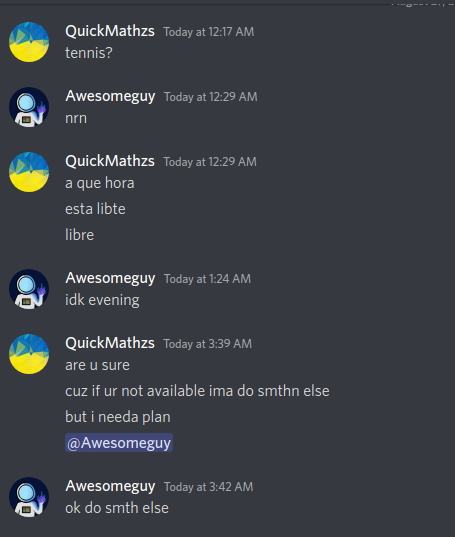 QuickMathzs Today at 12:17 AM
tennis?
Awesomeguy Today at 12:29 AM
nrn
QuickMathzs Today at 12:29 AM
a que hora
esta libte
libre
Awesomeguy Today at 1:24 AM
idk evening
QuickMathzs Today at 3:39 AM
are u sure
cuz if ur not available ima do smthn else
but i needa plan
@Awesomeguy
Awesomeguy Today at 3:42 AM
ok do smth else